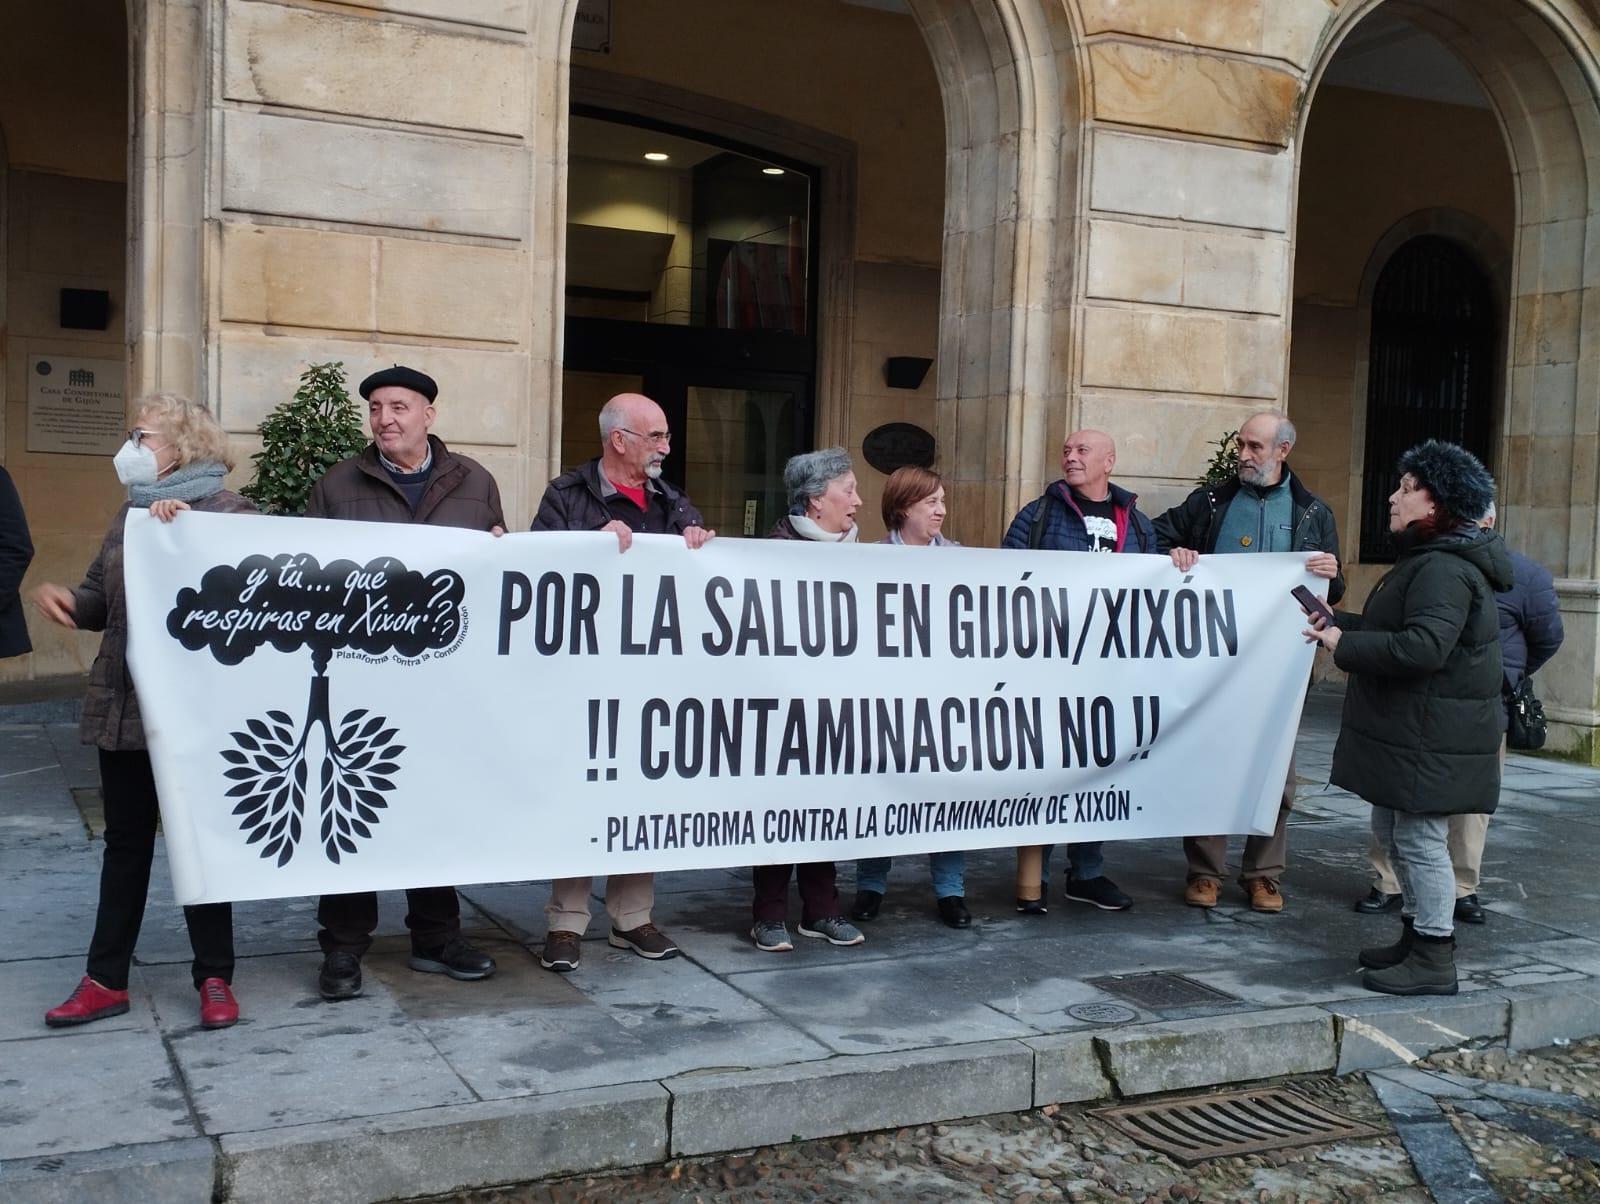 CASA CONSISTORIAL
DE GIJÓN
y tú... qué
respiras en Xixón???
Plataforma contra la Contaminación
POR LA SALUD EN GIJÓN/XIXÓN
!! CONTAMINACIÓN NO !!
- PLATAFORMA CONTRA LA CONTAMINACIÓN DE XIXÓN -